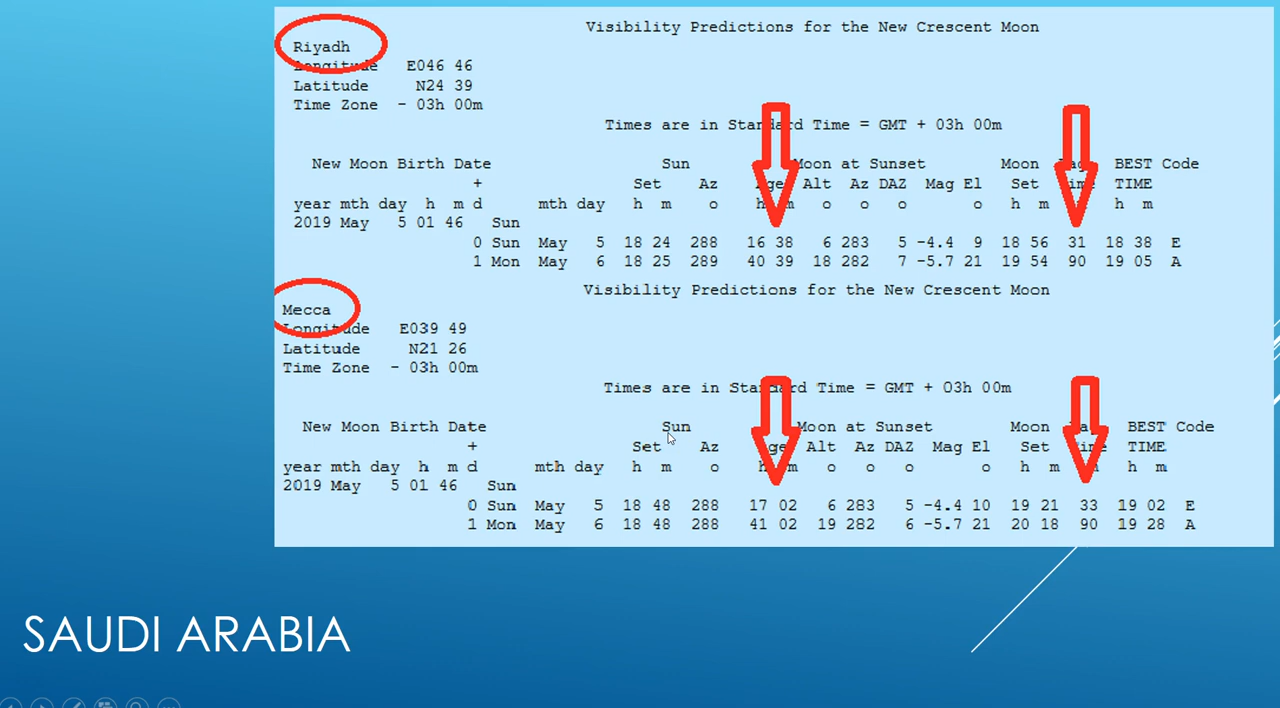 Visibility Predictions for the New Crescent Moon
Riyadh
Longitude E046 46
Latitude N24 39
Time Zone - 03h 00m
Times are in Standard Time = GMT + 03h 00m
New Moon Birth Date Sun Moon at Sunset Moon Lag BEST Code
+ Set Az Age Alt Az DAZ Mag El Set Time TIME
year mth day h m d mth day h m o h m o o o o h m h m
2019 May 5 01 46 Sun
0 Sun May 5 18 24 288 16 38 6 283 5 -4.4 9 18 56 31 18 38 E
1 Mon May 6 18 25 289 40 39 18 282 7 -5.7 21 19 54 90 19 05 A
Visibility Predictions for the New Crescent Moon
Mecca
Longitude E039 49
Latitude N21 26
Time Zone - 03h 00m
Times are in Standard Time = GMT + 03h 00m
New Moon Birth Date Sun Moon at Sunset Moon Lag BEST Code
+ Set Az Age Alt Az DAZ Mag El Set Time TIME
year mth day h m d mth day h m o h m o o o o h m h m
2019 May 5 01 46 Sun
0 Sun May 5 18 48 288 17 02 6 283 5 -4.4 10 19 21 33 19 02 E
1 Mon May 6 18 48 288 41 02 19 282 6 -5.7 21 20 18 90 19 28 A
SAUDI ARABIA